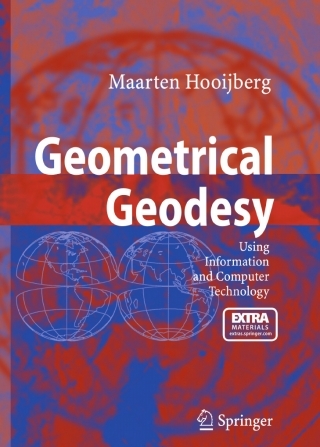 Maarten Hooijberg
Geometrical
Geodesy
Using
Information
and Computer
Technology
EXTRA
MATERIALS
extras.springer.com
Springer